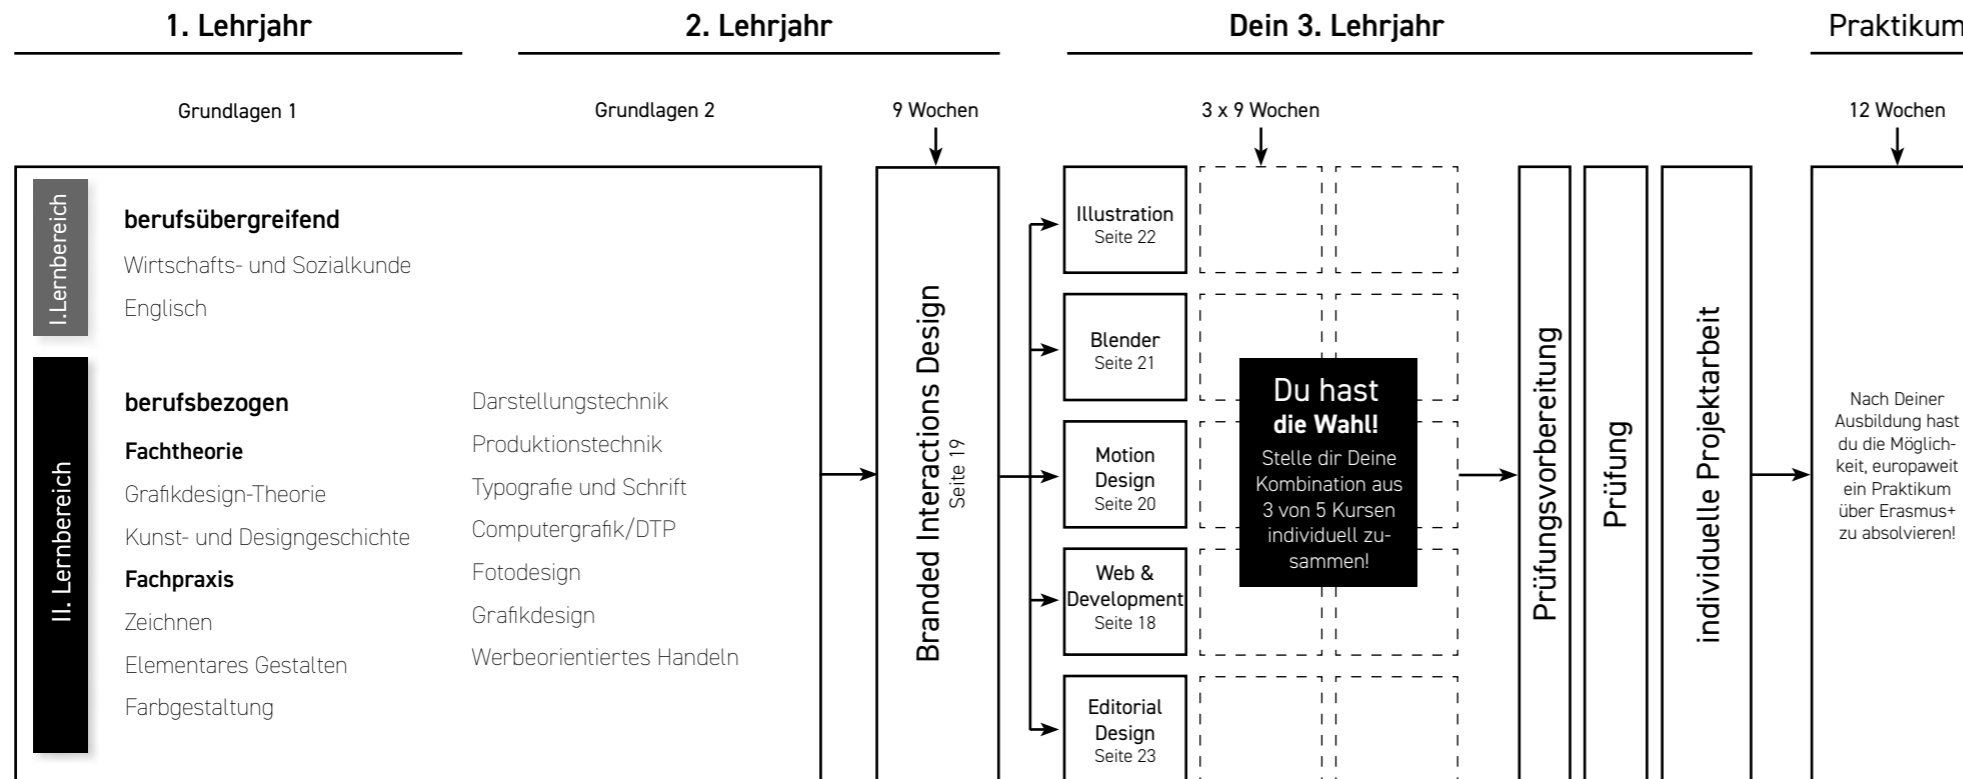 1. Lehrjahr
2. Lehrjahr
Dein 3. Lehrjahr
Praktikum
Grundlagen 1
Grundlagen 2
9 Wochen
3 x 9 Wochen
12 Wochen
I.Lernbereich
berufsübergreifend
Wirtschafts- und Sozialkunde
Englisch
II. Lernbereich
berufsbezogen
Fachtheorie
Grafikdesign-Theorie
Kunst- und Designgeschichte
Fachpraxis
Zeichnen
Elementares Gestalten
Farbgestaltung
Darstellungstechnik
Produktionstechnik
Typografie und Schrift
Computergrafik/DTP
Fotodesign
Grafikdesign
Werbeorientiertes Handeln
Branded Interactions Design
Seite 19
Illustration
Seite 22
Blender
Seite 21
Motion
Design
Seite 20
Web &
Development
Seite 18
Editorial
Design
Seite 23
Du hast
die Wahl!
Stelle dir Deine
Kombination aus
3 von 5 Kursen
individuell zu-
sammen!
Prüfungsvorbereitung
Prüfung
individuelle Projektarbeit
Nach Deiner
Ausbildung hast
du die Möglich-
keit, europaweit
ein Praktikum
über Erasmus+
zu absolvieren!